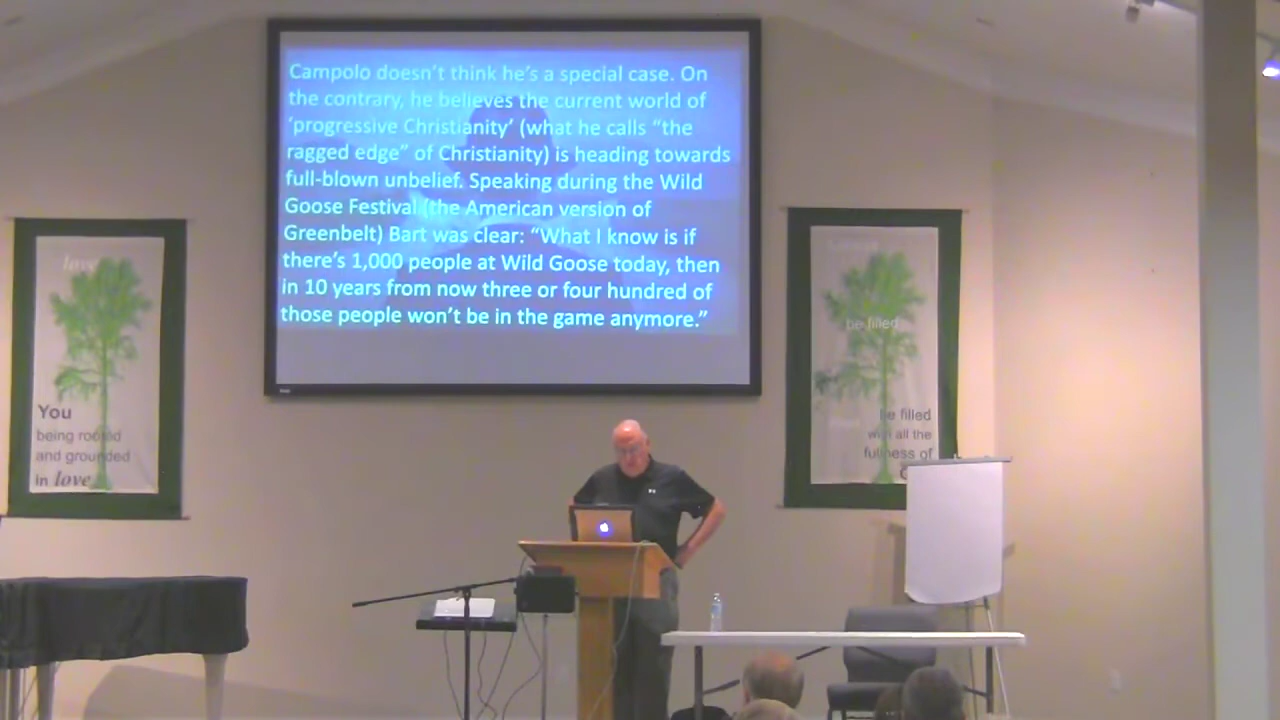 Campolo doesn't think he's a special case. On
the contrary, he believes the current world of
'progressive Christianity' (what he calls "the
ragged edge" of Christianity) is heading towards
full-blown unbelief. Speaking during the Wild
Goose Festival (the American version of
Greenbelt) Bart was clear: "What I know is if
there's 1,000 people at Wild Goose today, then
in 10 years from now three or four hundred of
those people won't be in the game anymore."
love
You
being rooted
and grounded
in love
be filled
be filled
with all the
fullness of